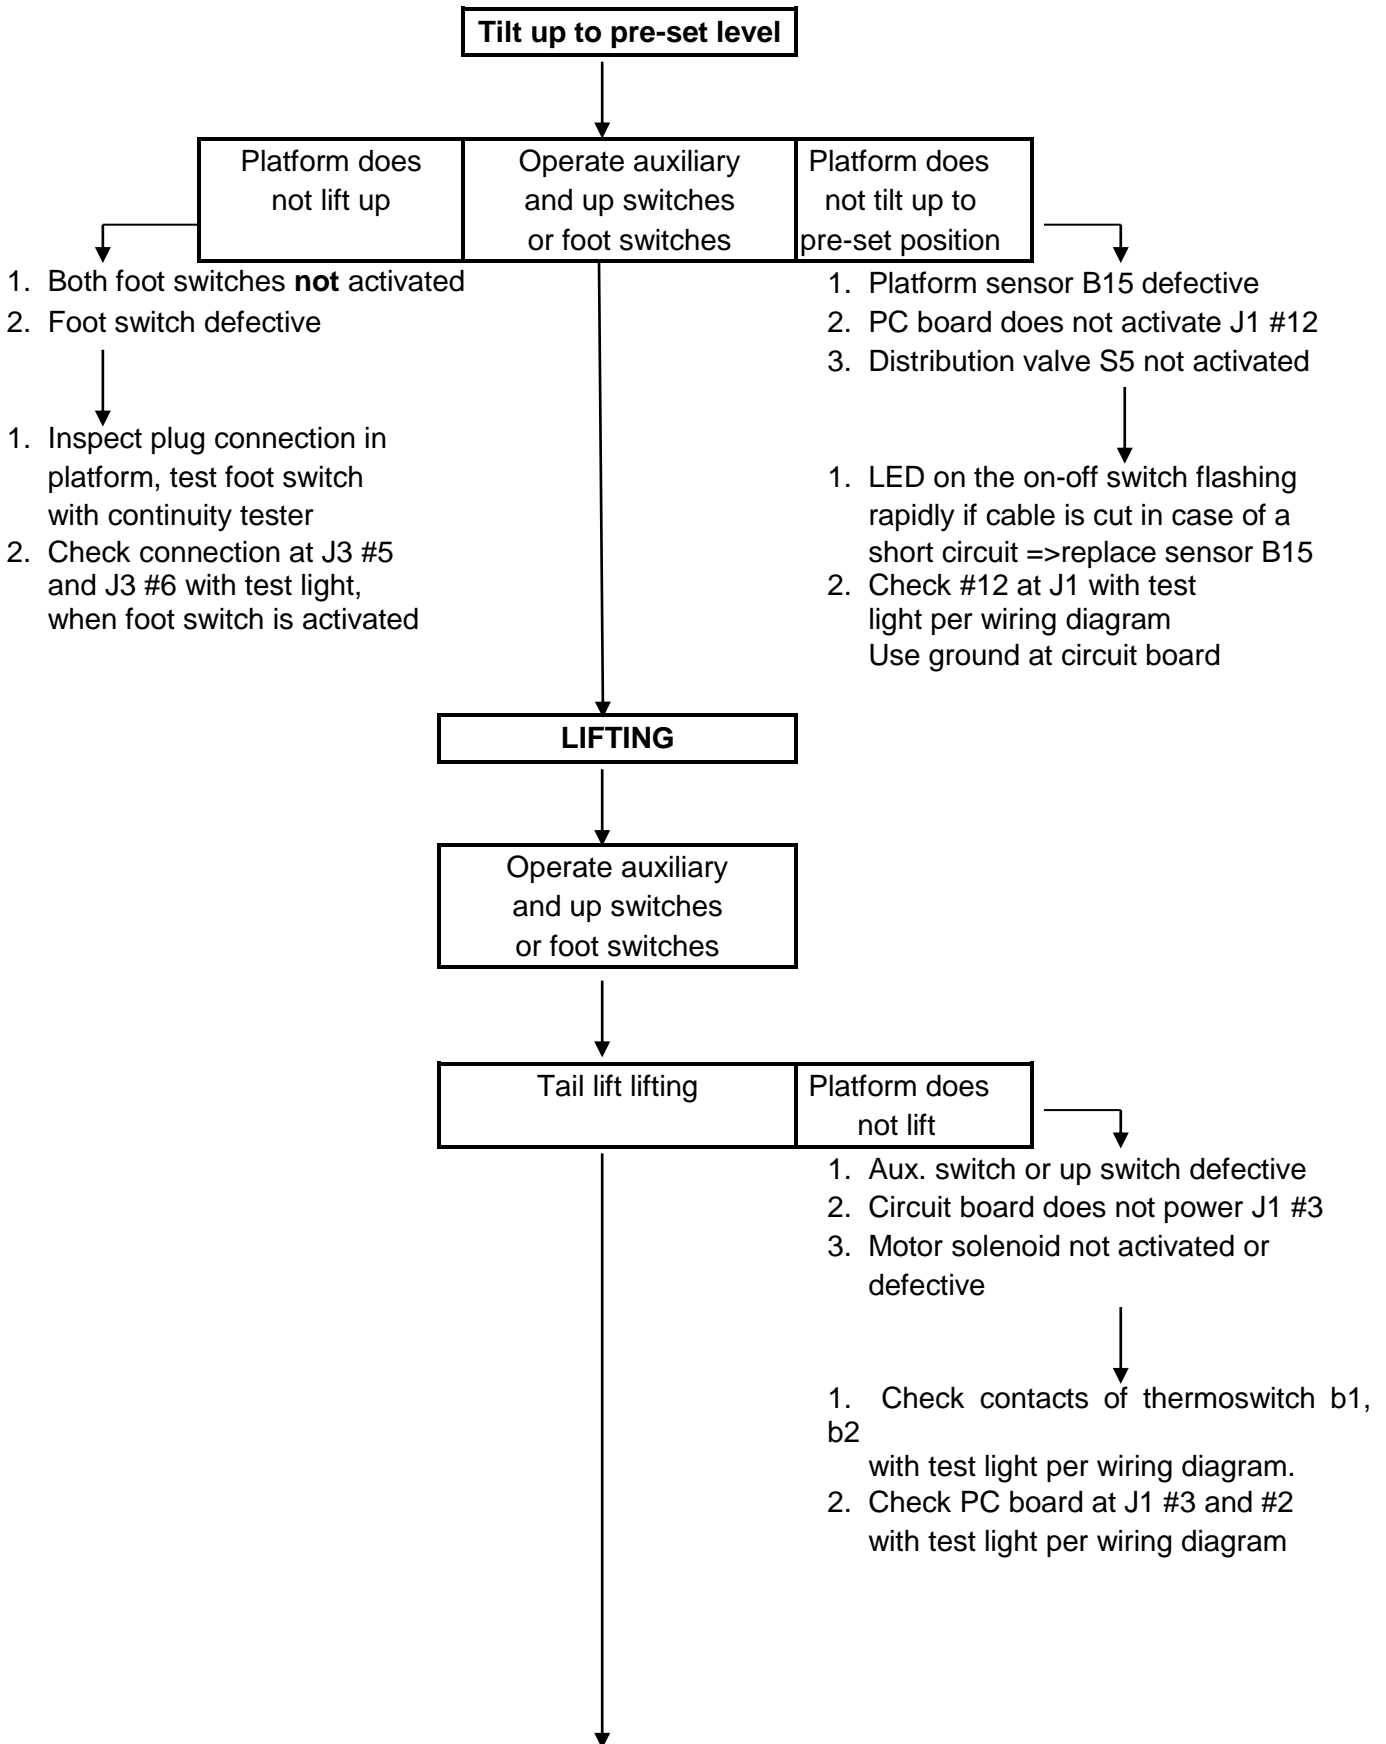 Tilt up to pre-set level
Platform does
not lift up
Operate auxiliary
and up switches
or foot switches
Platform does
not tilt up to
pre-set position
1. Both foot switches not activated
2. Foot switch defective
1. Platform sensor B15 defective
2. PC board does not activate J1 #12
3. Distribution valve S5 not activated
1. Inspect plug connection in
platform, test foot switch
with continuity tester
2. Check connection at J3 #5
and J3 #6 with test light,
when foot switch is activated
1. LED on the on-off switch flashing
rapidly if cable is cut in case of a
short circuit =>replace sensor B15
2. Check #12 at J1 with test
light per wiring diagram
Use ground at circuit board
LIFTING
Operate auxiliary
and up switches
or foot switches
Tail lift lifting
Platform does
not lift
1. Aux. switch or up switch defective
2. Circuit board does not power J1 #3
3. Motor solenoid not activated or
defective
1. Check contacts of thermoswitch b1,
b2
with test light per wiring diagram.
2. Check PC board at J1 #3 and #2
with test light per wiring diagram